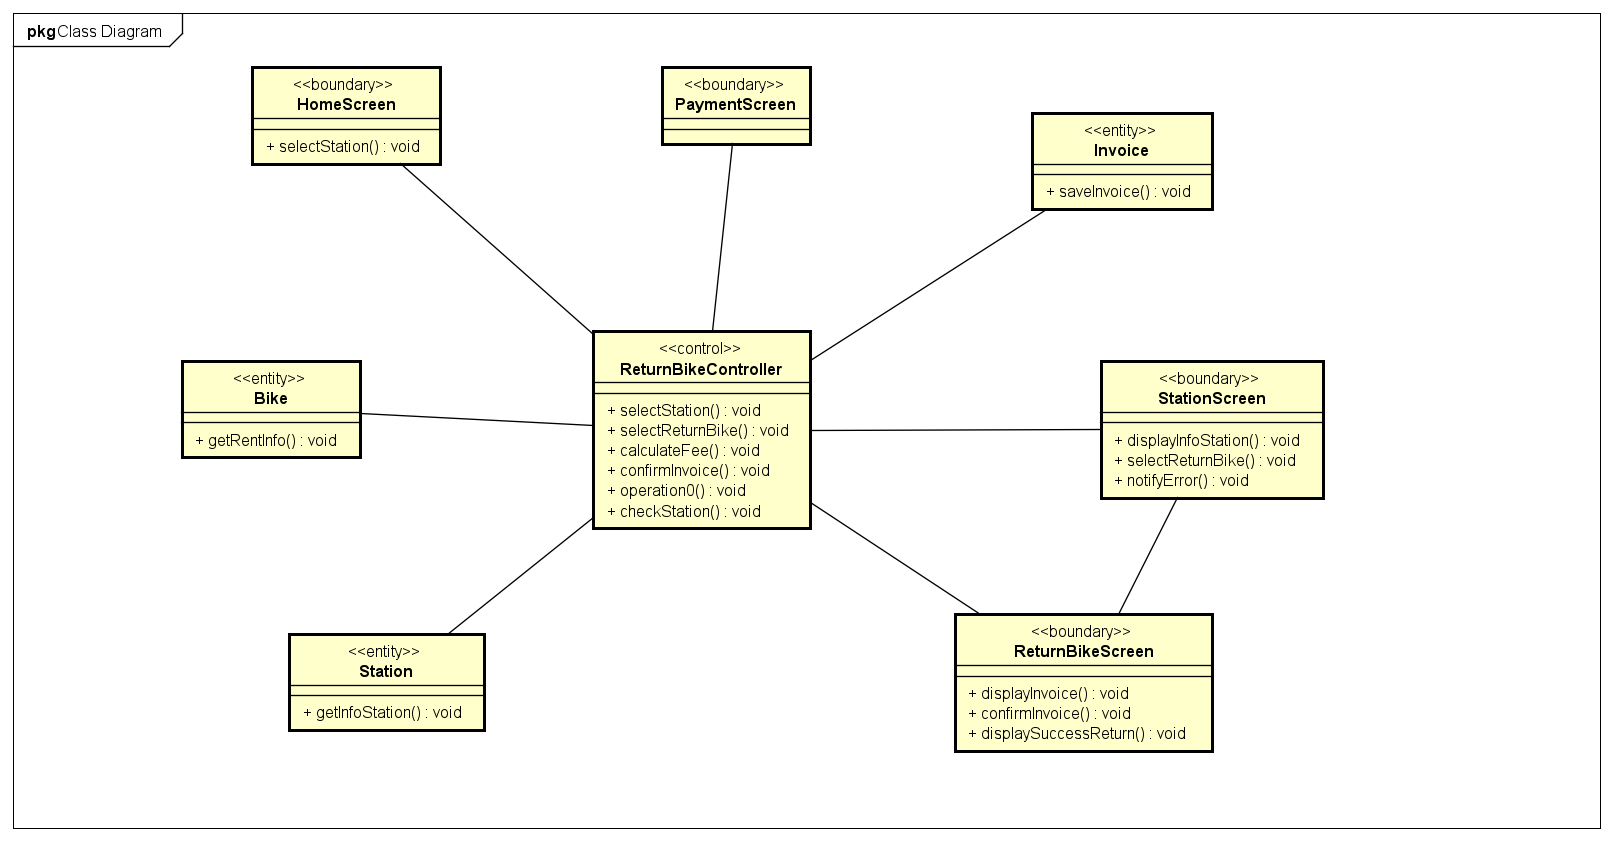 pkg Class Diagram
<<boundary>>
HomeScreen
+ selectStation() : void
<<boundary>>
PaymentScreen
<<entity>>
Invoice
+ saveInvoice() : void
<<control>>
ReturnBikeController
+ selectStation() : void
+ selectReturnBike() : void
+ calculateFee() : void
+ confirmInvoice() : void
+ operation0() : void
+ checkStation() : void
<<entity>>
Bike
+ getRentInfo() : void
<<boundary>>
StationScreen
+ displayInfoStation() : void
+ selectReturnBike() : void
+ notifyError() : void
<<entity>>
Station
+ getInfoStation() : void
<<boundary>>
ReturnBikeScreen
+ displayInvoice() : void
+ confirmInvoice() : void
+ displaySuccessReturn() : void